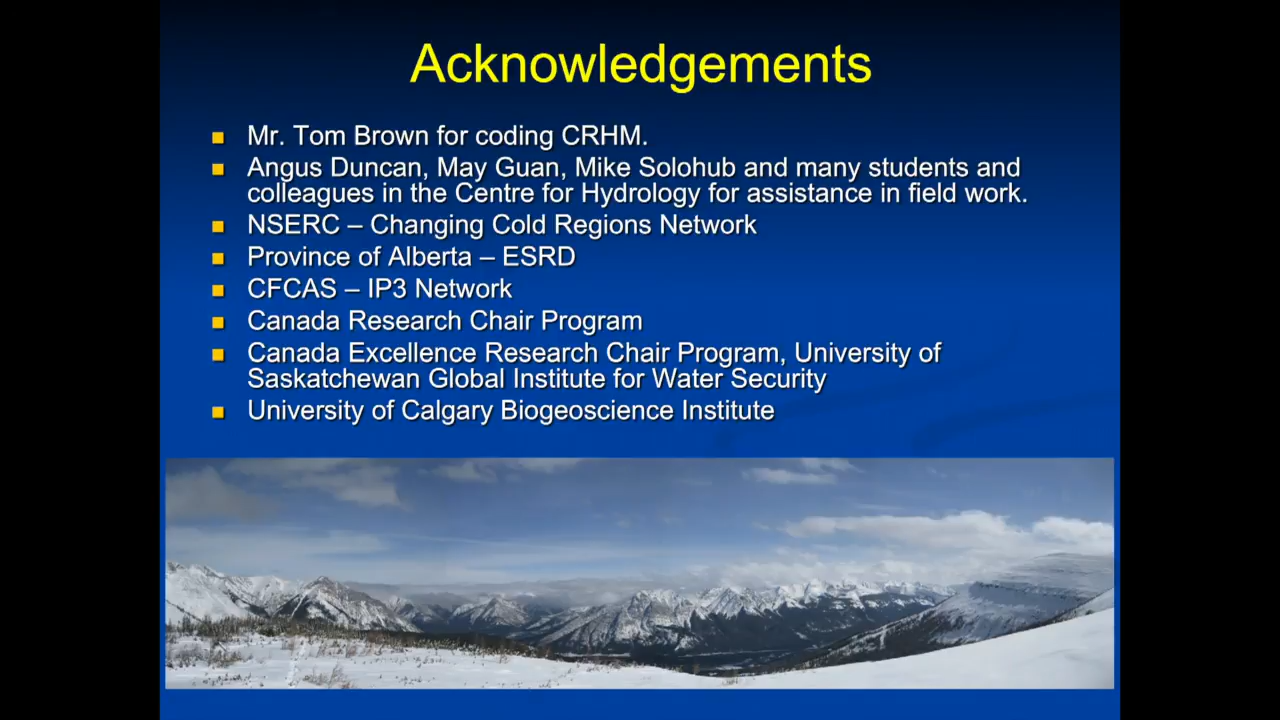 Acknowledgements
Mr. Tom Brown for coding CRHM.
Angus Duncan, May Guan, Mike Solohub and many students and
colleagues in the Centre for Hydrology for assistance in field work.
NSERC – Changing Cold Regions Network
Province of Alberta – ESRD
CFCAS – IP3 Network
Canada Research Chair Program
Canada Excellence Research Chair Program, University of
Saskatchewan Global Institute for Water Security
University of Calgary Biogeoscience Institute